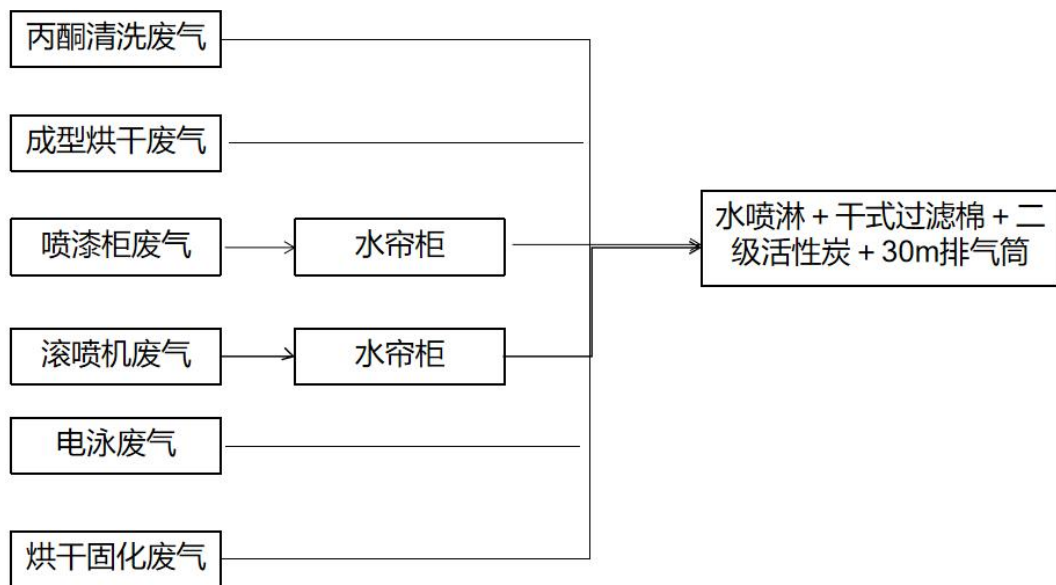 丙酮清洗废气
成型烘干废气
喷漆柜废气
水帘柜
水喷淋+干式过滤棉+二
级活性炭+30m排气筒
滚喷机废气
水帘柜
电泳废气
烘干固化废气